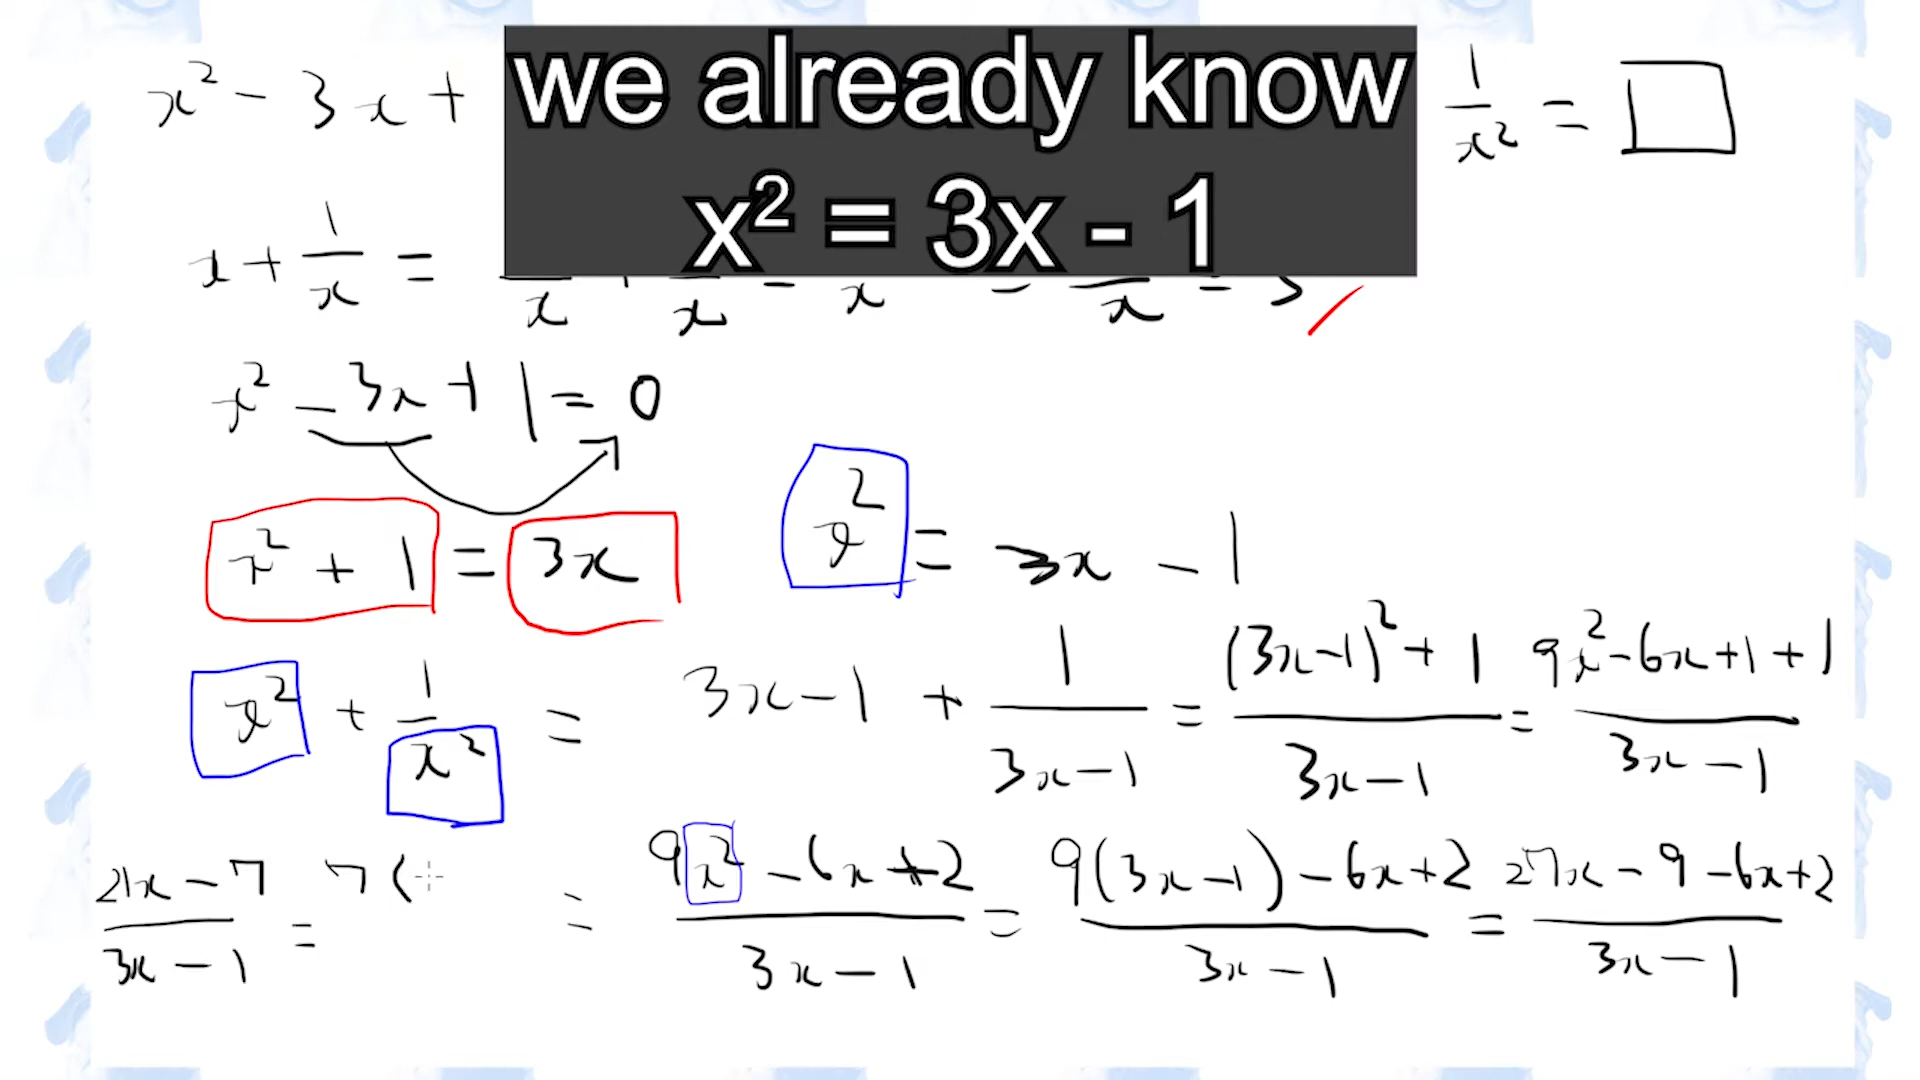 we already know
x² = 3x - 1
x² - 3x +
1/x² = □
x + 1/x =
x² - 3x + 1 = 0
x² + 1 = 3x
x² = 3x - 1
x² + 1/x² = 3x - 1 + 1/(3x - 1) = ((3x - 1)² + 1)/(3x - 1) = (9x² - 6x + 1 + 1)/(3x - 1)
= (9x² - 6x + 2)/(3x - 1) = (9(3x - 1) - 6x + 2)/(3x - 1) = (27x - 9 - 6x + 2)/(3x - 1)
(21x - 7)/(3x - 1) = 7(